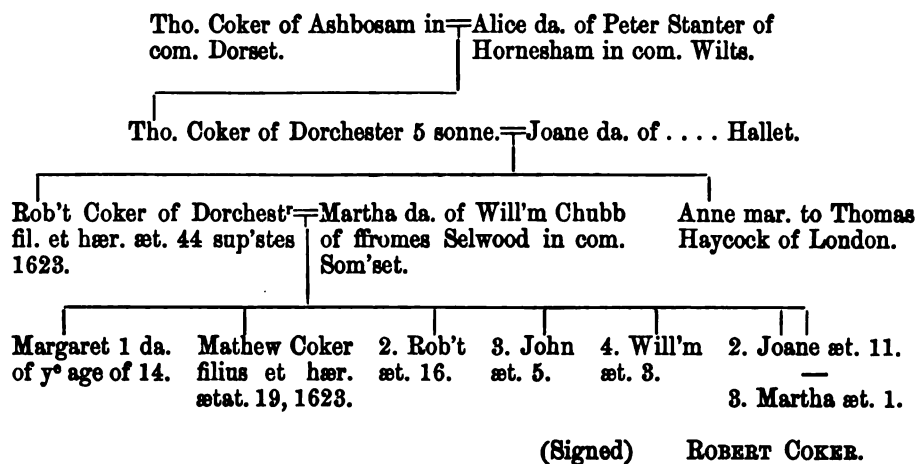 Tho. Coker of Ashbosam in
com. Dorset.
Alice da. of Peter Stanter of
Hornesham in com. Wilts.
Tho. Coker of Dorchester 5 sonne.
Joane da. of . . . . Hallet.
Rob't Coker of Dorchestʳ
fil. et hær. æt. 44 sup'stes
1623.
Martha da. of Will'm Chubb
of ffromes Selwood in com.
Som'set.
Anne mar. to Thomas
Haycock of London.
Margaret 1 da.
of yᵉ age of 14.
Mathew Coker
filius et hær.
ætat. 19, 1623.
2. Rob't
æt. 16.
3. John
æt. 5.
4. Will'm
æt. 3.
2. Joane æt. 11.
—
3. Martha æt. 1.
(Signed) ROBERT COKER.